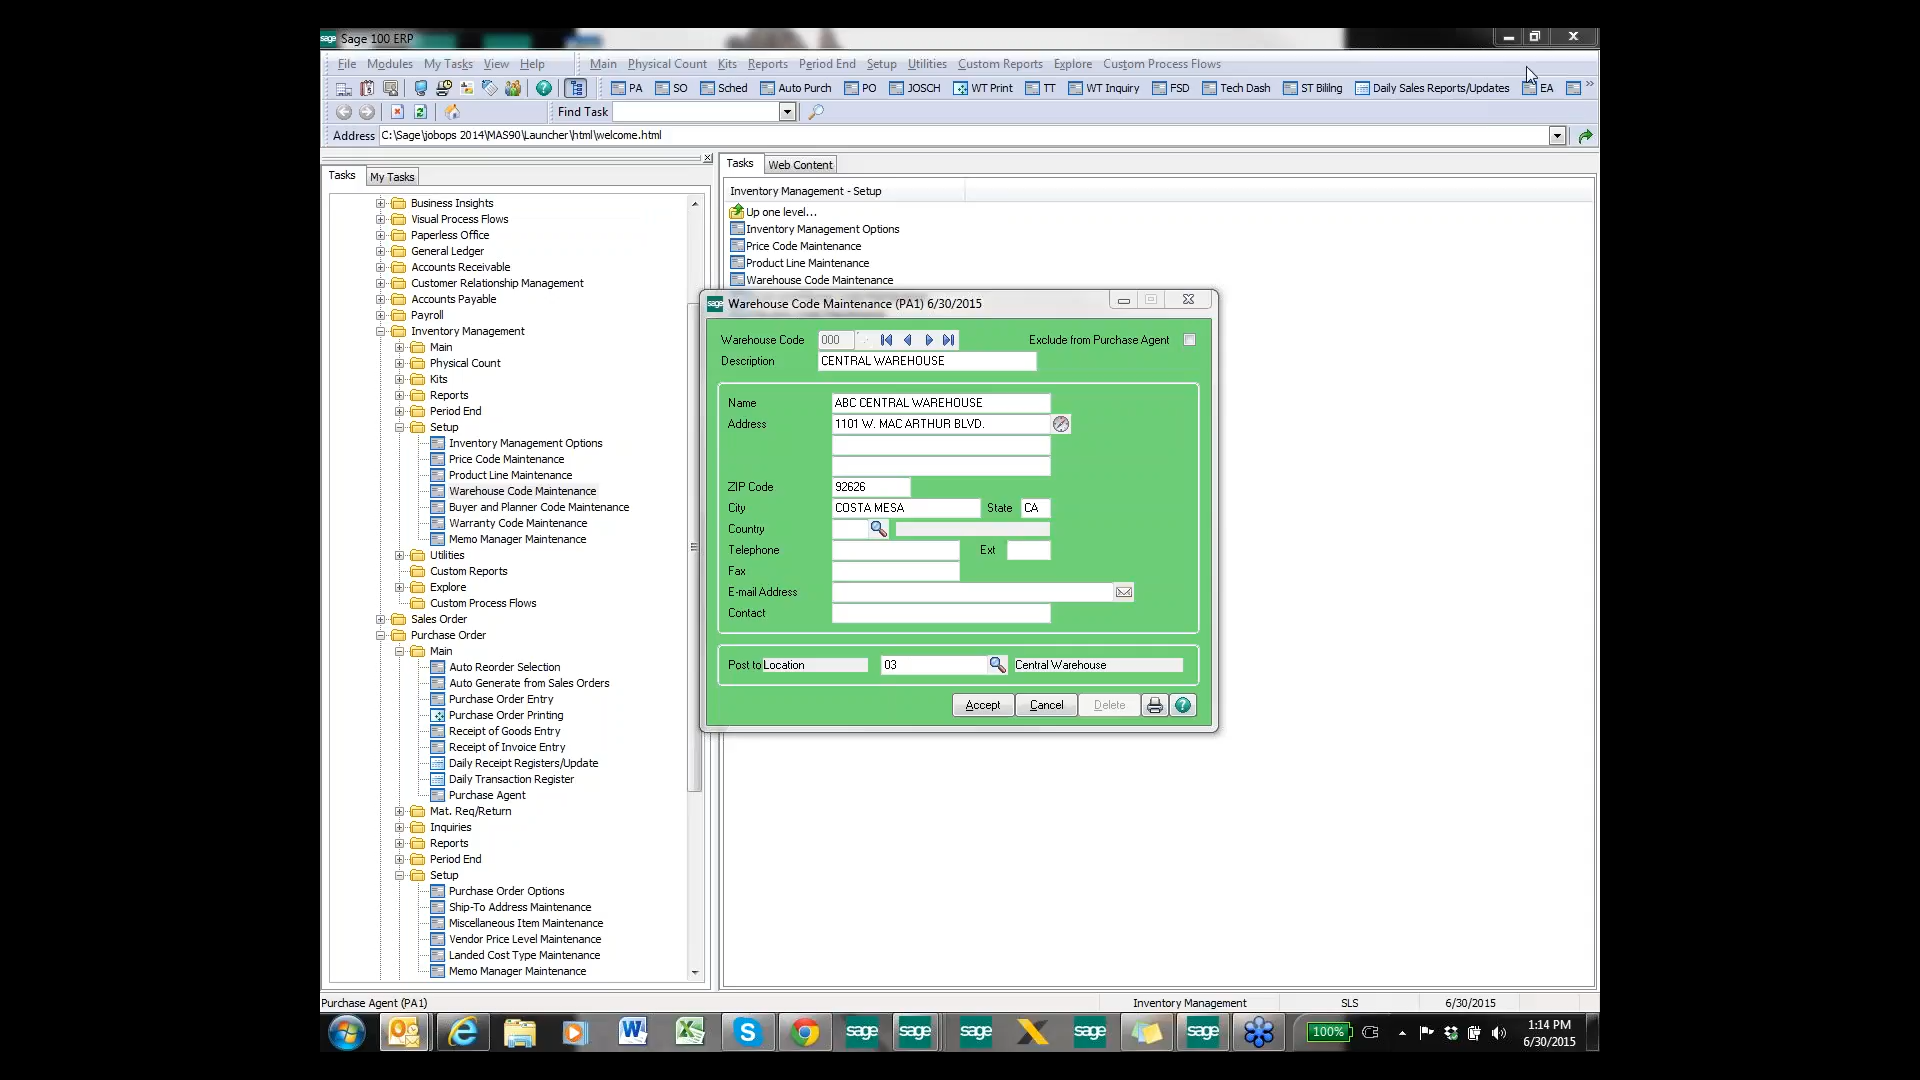 sage Sage 100 ERP
File Modules My Tasks View Help Main Physical Count Kits Reports Period End Setup Utilities Custom Reports Explore Custom Process Flows
PA SO Sched Auto Purch PO JOSCH WT Print TT WT Inquiry FSD Tech Dash ST Biling Daily Sales Reports/Updates EA
Find Task
Address C:\Sage\jobops 2014\MAS90\Launcher\html\welcome.html
Tasks My Tasks
Business Insights
Visual Process Flows
Paperless Office
General Ledger
Accounts Receivable
Customer Relationship Management
Accounts Payable
Payroll
Inventory Management
Main
Physical Count
Kits
Reports
Period End
Setup
Inventory Management Options
Price Code Maintenance
Product Line Maintenance
Warehouse Code Maintenance
Buyer and Planner Code Maintenance
Warranty Code Maintenance
Memo Manager Maintenance
Utilities
Custom Reports
Explore
Custom Process Flows
Sales Order
Purchase Order
Main
Auto Reorder Selection
Auto Generate from Sales Orders
Purchase Order Entry
Purchase Order Printing
Receipt of Goods Entry
Receipt of Invoice Entry
Daily Receipt Registers/Update
Daily Transaction Register
Purchase Agent
Mat. Req/Return
Inquiries
Reports
Period End
Setup
Purchase Order Options
Ship-To Address Maintenance
Miscellaneous Item Maintenance
Vendor Price Level Maintenance
Landed Cost Type Maintenance
Memo Manager Maintenance
Tasks Web Content
Inventory Management - Setup
Up one level...
Inventory Management Options
Price Code Maintenance
Product Line Maintenance
Warehouse Code Maintenance
sage Warehouse Code Maintenance (PA1) 6/30/2015
Warehouse Code 000 Exclude from Purchase Agent
Description CENTRAL WAREHOUSE
Name ABC CENTRAL WAREHOUSE
Address 1101 W. MAC ARTHUR BLVD.
ZIP Code 92626
City COSTA MESA State CA
Country
Telephone Ext
Fax
E-mail Address
Contact
Post to Location 03 Central Warehouse
Accept Cancel Delete
Purchase Agent (PA1) Inventory Management SLS 6/30/2015
sage sage sage sage sage 100% 1:14 PM
6/30/2015